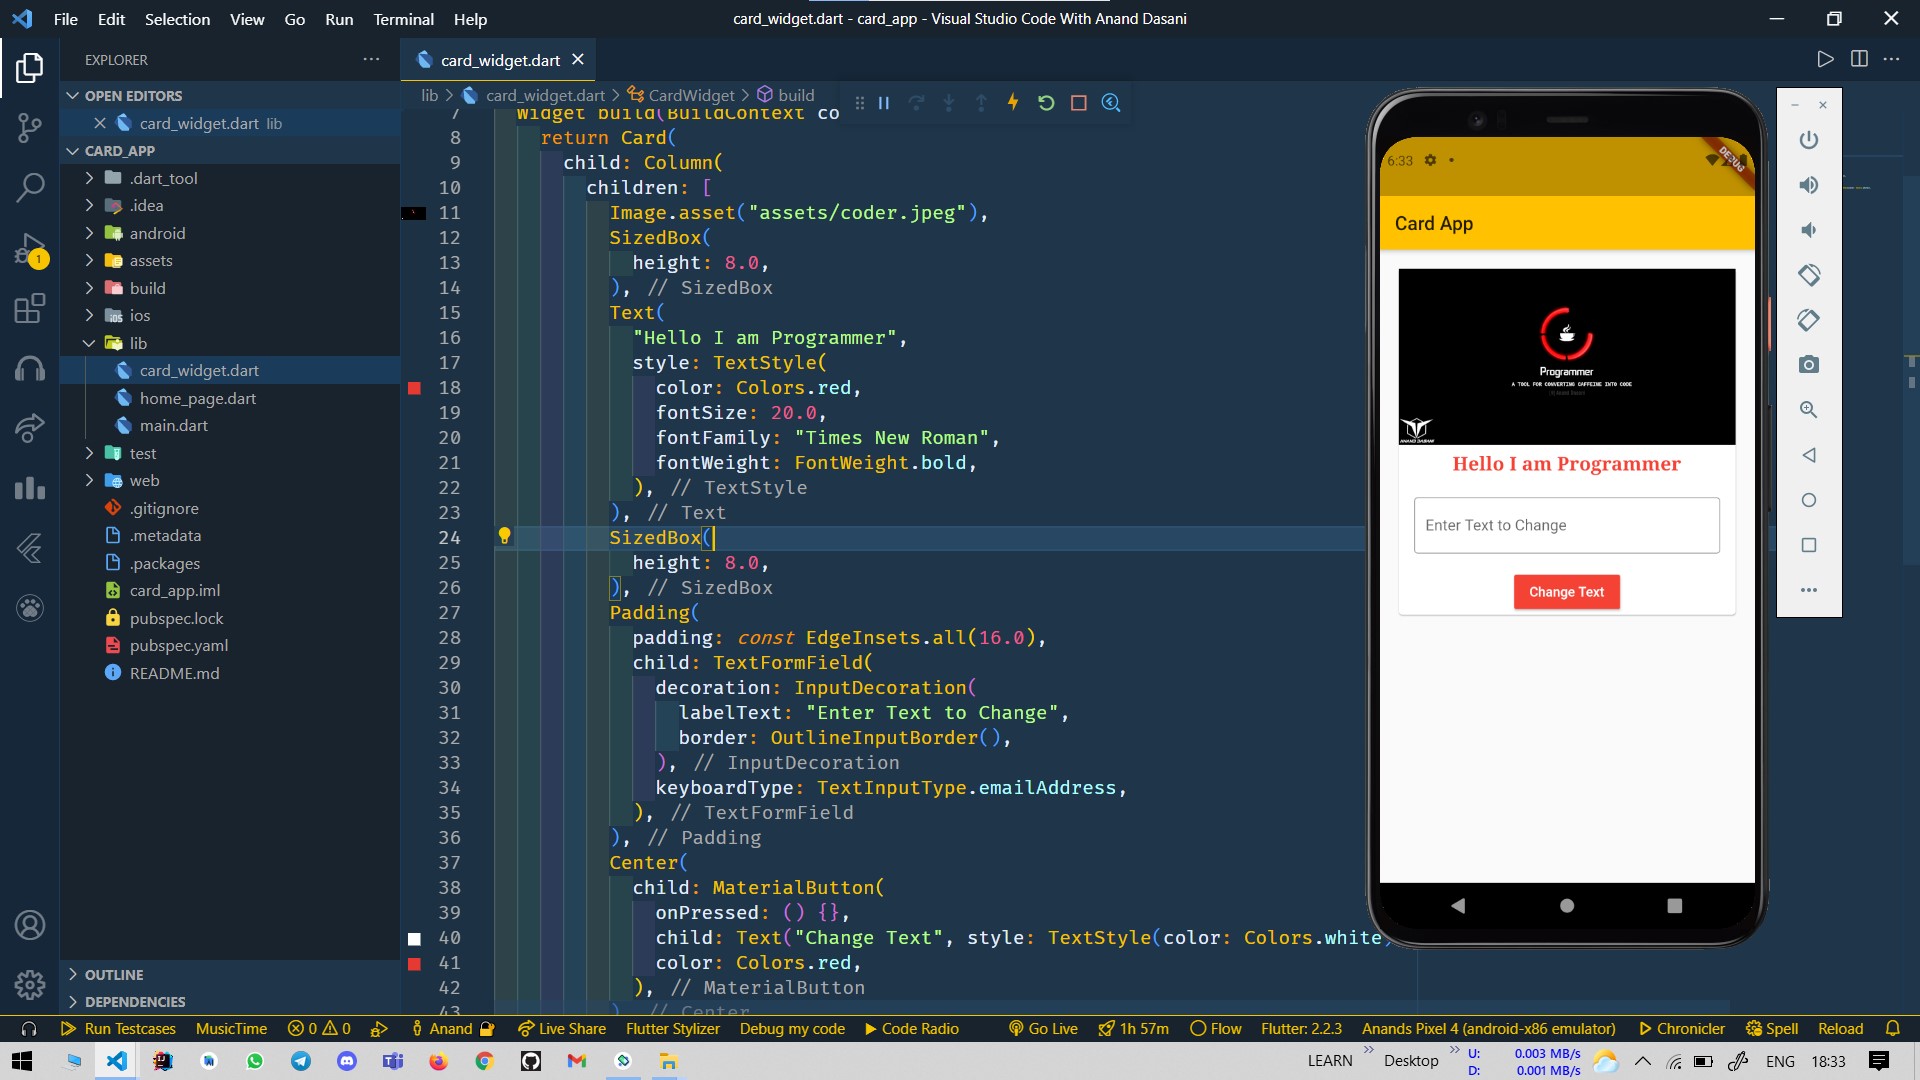 File Edit Selection View Go Run Terminal Help
card_widget.dart - card_app - Visual Studio Code With Anand Dasani
EXPLORER
OPEN EDITORS
card_widget.dart lib
CARD_APP
.dart_tool
.idea
android
assets
build
ios
lib
card_widget.dart
home_page.dart
main.dart
test
web
.gitignore
.metadata
.packages
card_app.iml
pubspec.lock
pubspec.yaml
README.md
OUTLINE
DEPENDENCIES
1
card_widget.dart
lib > card_widget.dart > CardWidget > build
7 Widget build(BuildContext co
8 return Card(
9 child: Column(
10 children: [
11 Image.asset("assets/coder.jpeg"),
12 SizedBox(
13 height: 8.0,
14 ), // SizedBox
15 Text(
16 "Hello I am Programmer",
17 style: TextStyle(
18 color: Colors.red,
19 fontSize: 20.0,
20 fontFamily: "Times New Roman",
21 fontWeight: FontWeight.bold,
22 ), // TextStyle
23 ), // Text
24 SizedBox(
25 height: 8.0,
26 ), // SizedBox
27 Padding(
28 padding: const EdgeInsets.all(16.0),
29 child: TextFormField(
30 decoration: InputDecoration(
31 labelText: "Enter Text to Change",
32 border: OutlineInputBorder(),
33 ), // InputDecoration
34 keyboardType: TextInputType.emailAddress,
35 ), // TextFormField
36 ), // Padding
37 Center(
38 child: MaterialButton(
39 onPressed: () {},
40 child: Text("Change Text", style: TextStyle(color: Colors.white)
41 color: Colors.red,
42 ), // MaterialButton
43 ), // Center
6:33
DEBUG
Card App
Programmer
A TOOL FOR CONVERTING CAFFEINE INTO CODE
ANAND DASANI
Hello I am Programmer
Enter Text to Change
Change Text
Run Testcases MusicTime 0 0 Anand Live Share Flutter Stylizer Debug my code Code Radio Go Live 1h 57m Flow Flutter: 2.2.3 Anands Pixel 4 (android-x86 emulator) Chronicler Spell Reload
LEARN Desktop U: 0.003 MB/s
D: 0.001 MB/s
ENG 18:33